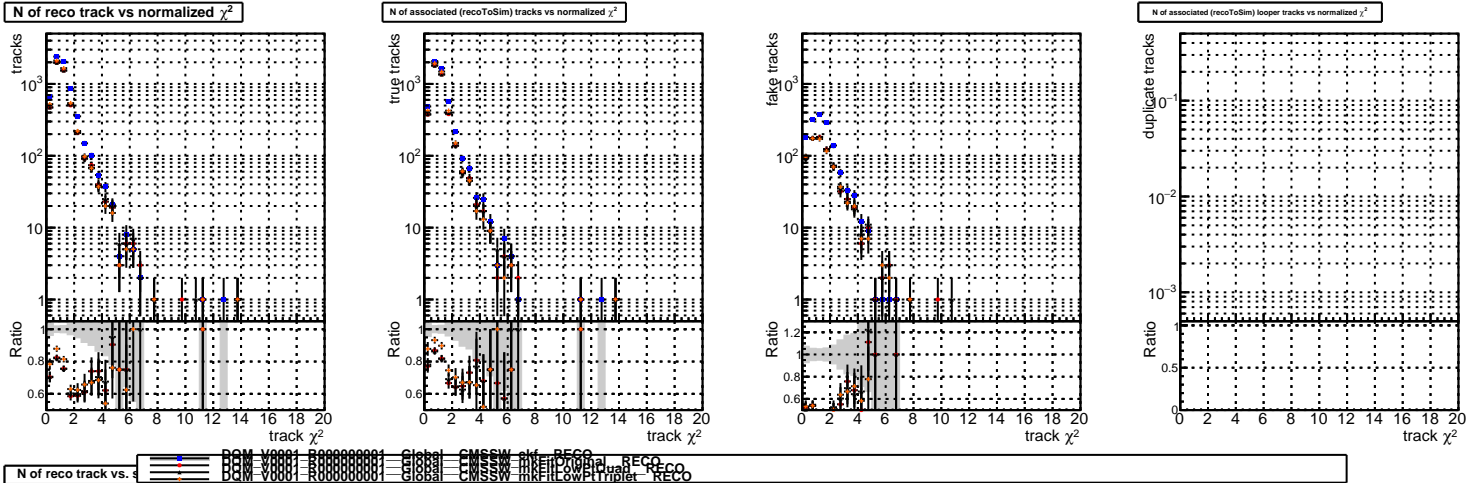 N of reco track vs normalized χ²
N of associated (recoToSim) tracks vs normalized χ²
N of associated (recoToSim) looper tracks vs normalized χ²
tracks
10³
10²
10
1
Ratio
1
0.8
0.6
0 2 4 6 8 10 12 14 16 18 20
track χ²
true tracks
10³
10²
10
1
Ratio
1
0.8
0.6
0 2 4 6 8 10 12 14 16 18 20
track χ²
fake tracks
10³
10²
10
1
Ratio
1.2
1
0.8
0.6
0 2 4 6 8 10 12 14 16 18 20
track χ²
duplicate tracks
10⁻¹
10⁻²
10⁻³
Ratio
1
0.5
0
0 2 4 6 8 10 12 14 16 18 20
track χ²
DQM_V0001_R000000001__Global__CMSSW_ckf__RECO
DQM_V0001_R000000001__Global__CMSSW_mkFitOriginal__RECO
DQM_V0001_R000000001__Global__CMSSW_mkFitLowPtQuad__RECO
DQM_V0001_R000000001__Global__CMSSW_mkFitLowPtTriplet__RECO
N of reco track vs.